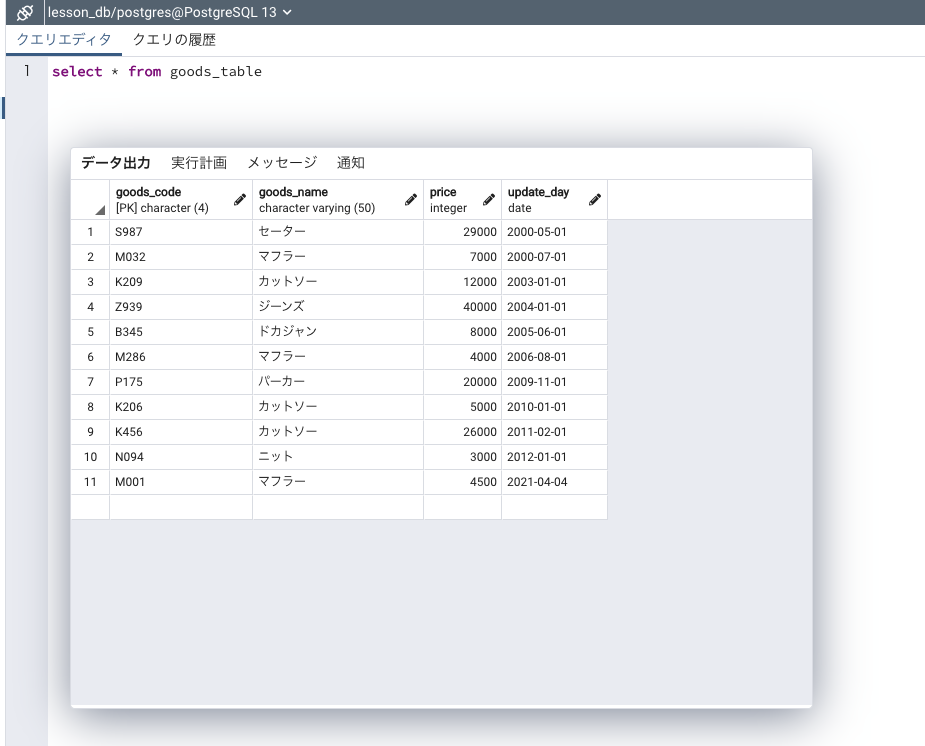 lesson_db/postgres@PostgreSQL 13
クエリエディタ クエリの履歴
1 select * from goods_table
データ出力 実行計画 メッセージ 通知
goods_code goods_name price update_day
[PK] character (4) character varying (50) integer date
1 S987 セーター 29000 2000-05-01
2 M032 マフラー 7000 2000-07-01
3 K209 カットソー 12000 2003-01-01
4 Z939 ジーンズ 40000 2004-01-01
5 B345 ドカジャン 8000 2005-06-01
6 M286 マフラー 4000 2006-08-01
7 P175 パーカー 20000 2009-11-01
8 K206 カットソー 5000 2010-01-01
9 K456 カットソー 26000 2011-02-01
10 N094 ニット 3000 2012-01-01
11 M001 マフラー 4500 2021-04-04